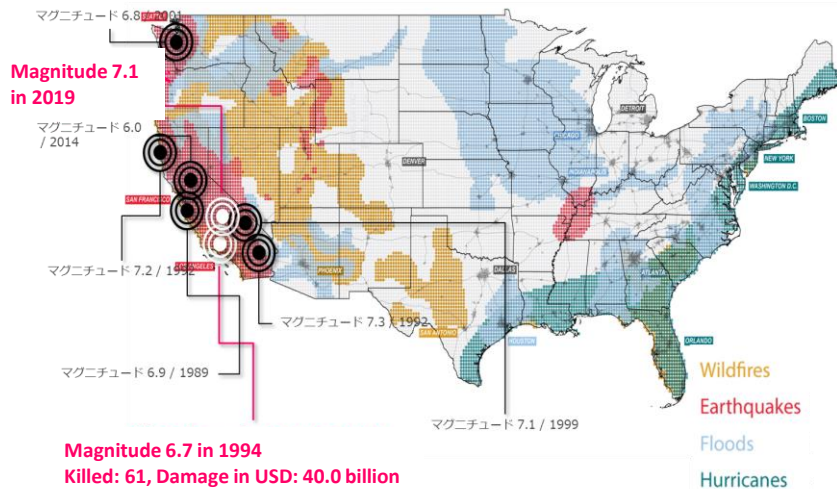 マグニチュード 6.8 / 2001
SEATTLE
Magnitude 7.1
in 2019
マグニチュード 6.0
/ 2014
DETROIT
BOSTON
CHICAGO
NEW YORK
DENVER
INDIANAPOLIS
WASHINGTON D.C.
SAN FRANCISCO
マグニチュード 7.2 / 1992
LOS ANGELES
PHOENIX
DALLAS
ATLANTA
マグニチュード 7.3 / 1992
SAN ANTONIO
HOUSTON
ORLANDO
マグニチュード 6.9 / 1989
Wildfires
Earthquakes
マグニチュード 7.1 / 1999
Floods
Magnitude 6.7 in 1994
Killed: 61, Damage in USD: 40.0 billion
Hurricanes